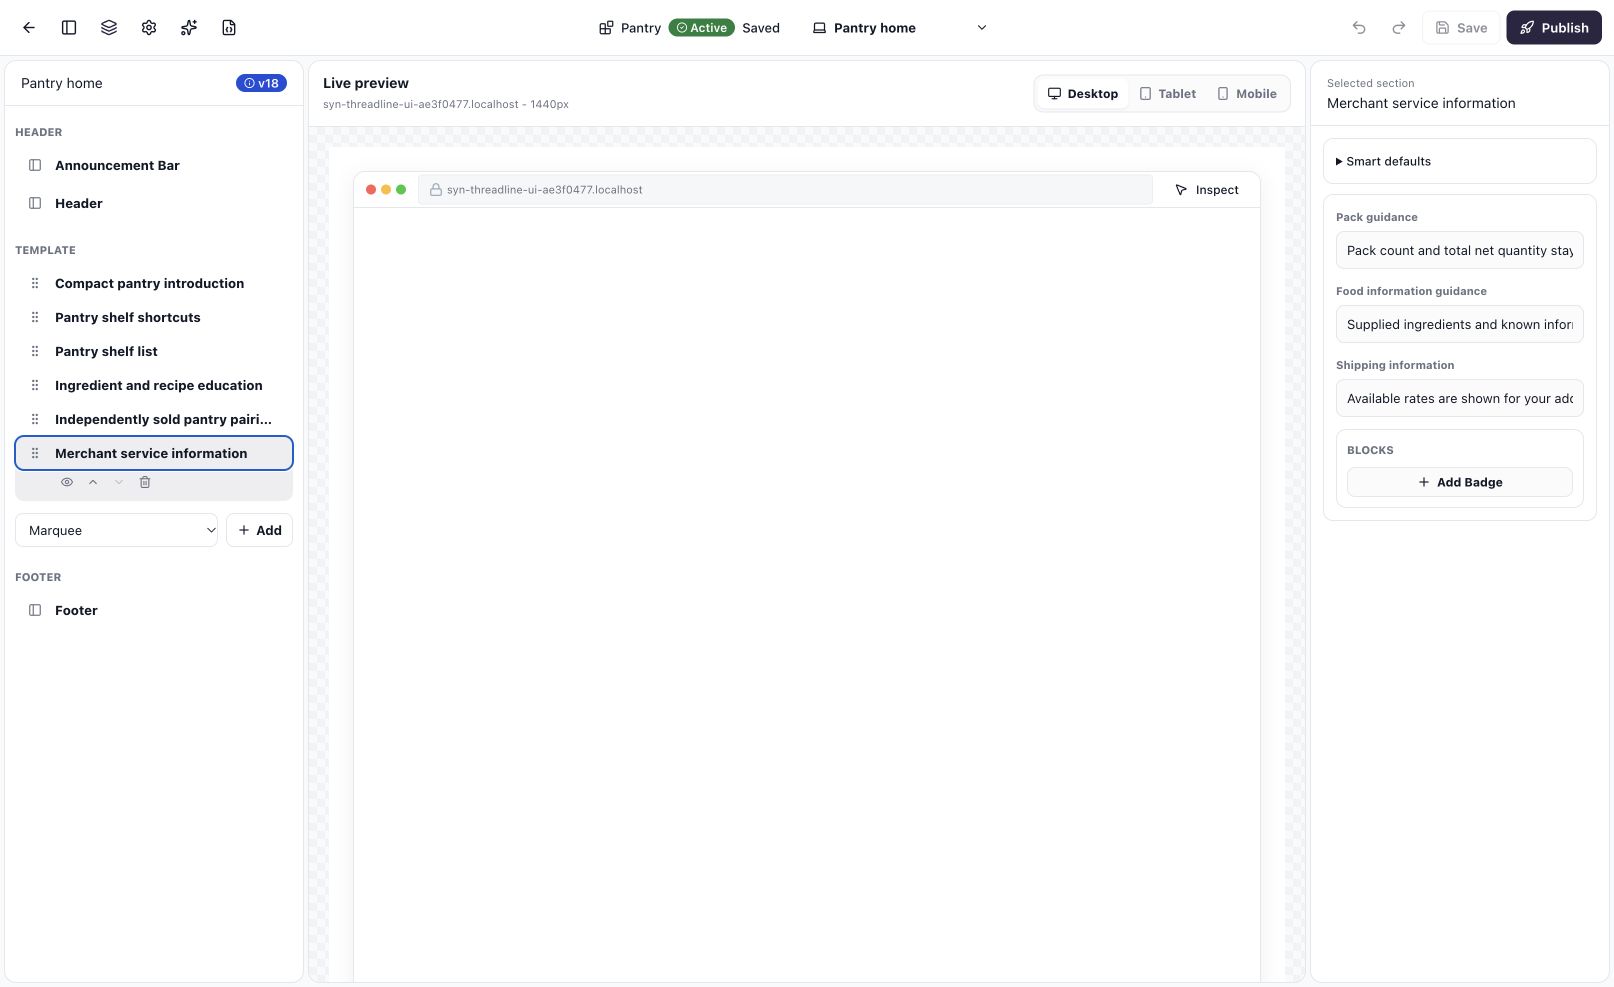 Pantry
Active
Saved
Pantry home
Save
Publish
Pantry home
v18
HEADER
Announcement Bar
Header
TEMPLATE
Compact pantry introduction
Pantry shelf shortcuts
Pantry shelf list
Ingredient and recipe education
Independently sold pantry pairi...
Merchant service information
Marquee
Add
FOOTER
Footer
Live preview
syn-threadline-ui-ae3f0477.localhost - 1440px
Desktop
Tablet
Mobile
syn-threadline-ui-ae3f0477.localhost
Inspect
Selected section
Merchant service information
Smart defaults
Pack guidance
Pack count and total net quantity stay
Food information guidance
Supplied ingredients and known infor
Shipping information
Available rates are shown for your add
BLOCKS
Add Badge